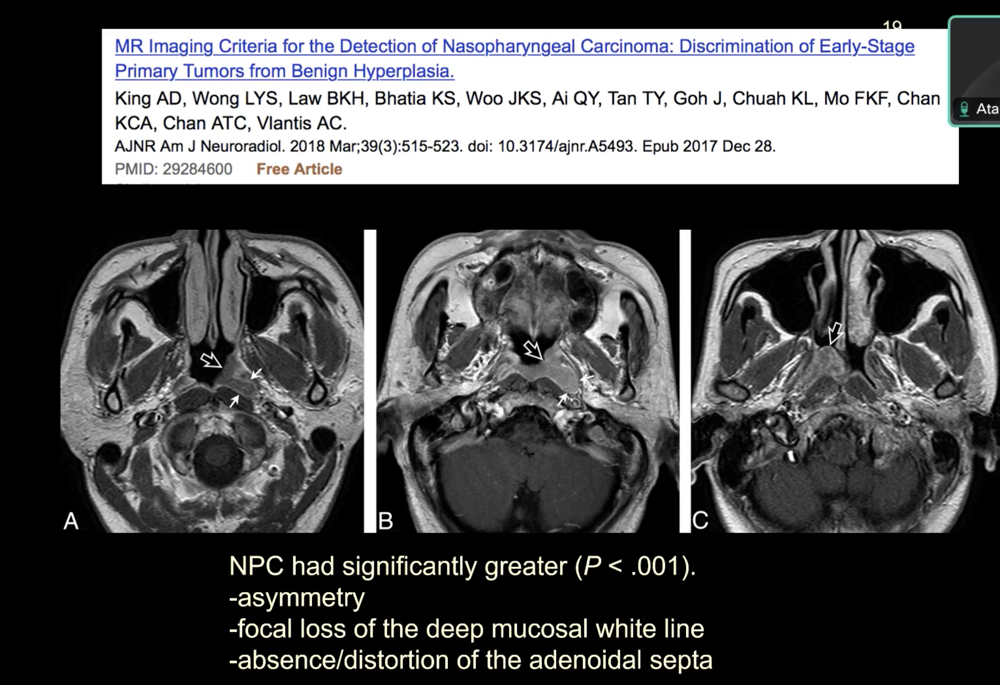 19
MR Imaging Criteria for the Detection of Nasopharyngeal Carcinoma: Discrimination of Early-Stage
Primary Tumors from Benign Hyperplasia.
King AD, Wong LYS, Law BKH, Bhatia KS, Woo JKS, Ai QY, Tan TY, Goh J, Chuah KL, Mo FKF, Chan
KCA, Chan ATC, Vlantis AC.
AJNR Am J Neuroradiol. 2018 Mar;39(3):515-523. doi: 10.3174/ajnr.A5493. Epub 2017 Dec 28.
PMID: 29284600 Free Article
Ata
A
B
C
NPC had significantly greater (P < .001).
-asymmetry
-focal loss of the deep mucosal white line
-absence/distortion of the adenoidal septa